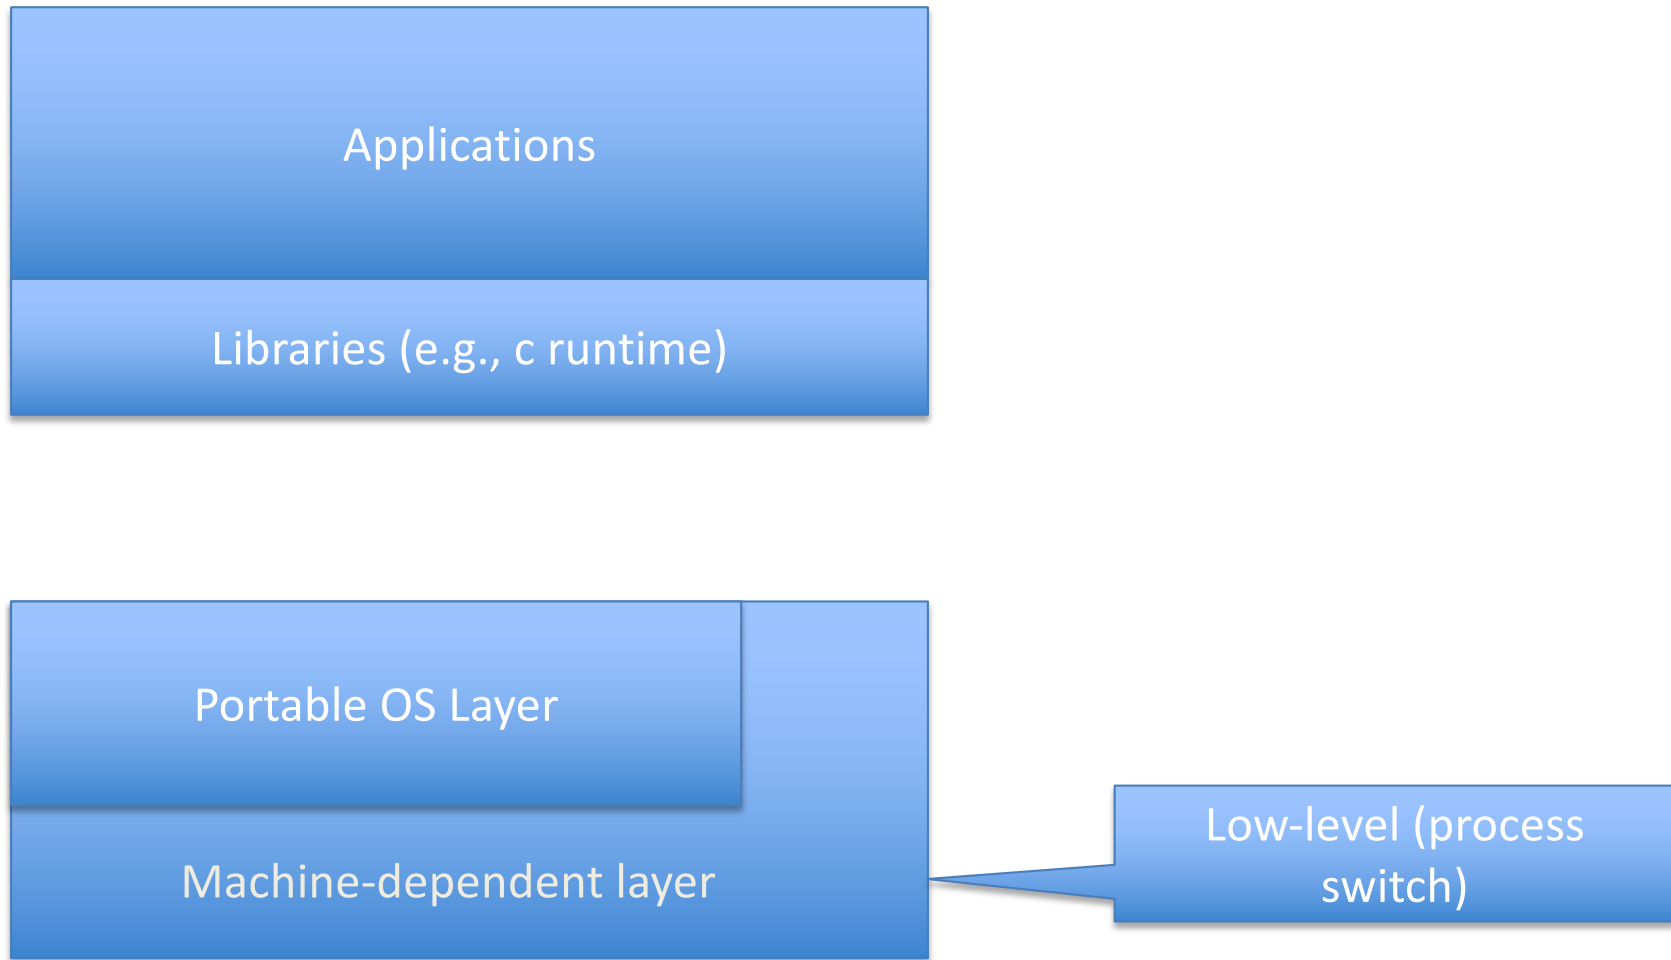 Applications
Libraries (e.g., c runtime)
Portable OS Layer
Machine-dependent layer
Low-level (process
switch)